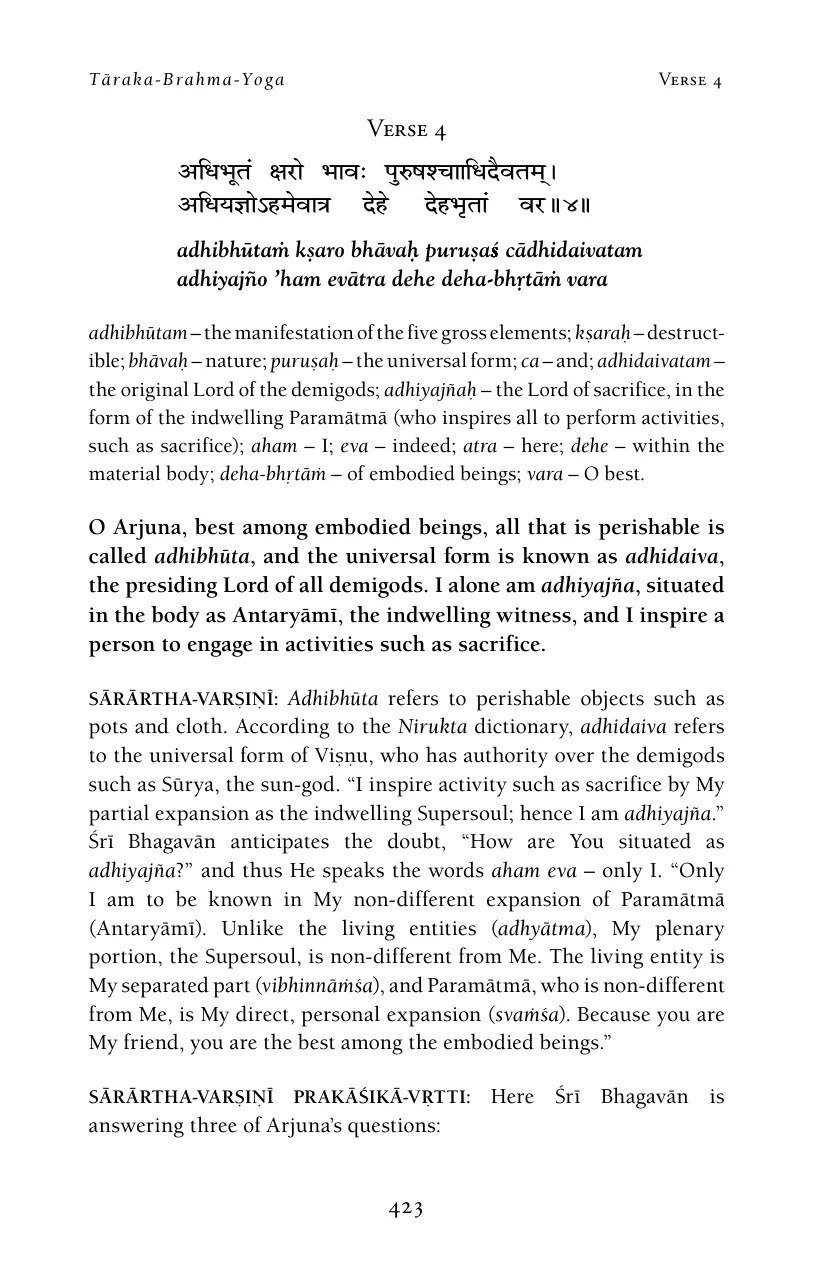 Tāraka-Brahma-Yoga Verse 4
Verse 4
अधिभूतं क्षरो भावः पुरुषश्चााधिदैवतम्।
अधियज्ञोऽहमेवात्र देहे देहभृतां वर॥४॥
adhibhūtaṁ kṣaro bhāvaḥ puruṣaś cādhidaivatam
adhiyajño ’ham evātra dehe deha-bhṛtāṁ vara
adhibhūtam – the manifestation of the five gross elements; kṣaraḥ – destruct-
ible; bhāvaḥ – nature; puruṣaḥ – the universal form; ca – and; adhidaivatam –
the original Lord of the demigods; adhiyajñaḥ – the Lord of sacrifice, in the
form of the indwelling Paramātmā (who inspires all to perform activities,
such as sacrifice); aham – I; eva – indeed; atra – here; dehe – within the
material body; deha-bhṛtāṁ – of embodied beings; vara – O best.
O Arjuna, best among embodied beings, all that is perishable is
called adhibhūta, and the universal form is known as adhidaiva,
the presiding Lord of all demigods. I alone am adhiyajña, situated
in the body as Antaryāmī, the indwelling witness, and I inspire a
person to engage in activities such as sacrifice.
SĀRĀRTHA-VARṢIṆĪ: Adhibhūta refers to perishable objects such as
pots and cloth. According to the Nirukta dictionary, adhidaiva refers
to the universal form of Viṣṇu, who has authority over the demigods
such as Sūrya, the sun-god. “I inspire activity such as sacrifice by My
partial expansion as the indwelling Supersoul; hence I am adhiyajña.”
Śrī Bhagavān anticipates the doubt, “How are You situated as
adhiyajña?” and thus He speaks the words aham eva – only I. “Only
I am to be known in My non-different expansion of Paramātmā
(Antaryāmī). Unlike the living entities (adhyātma), My plenary
portion, the Supersoul, is non-different from Me. The living entity is
My separated part (vibhinnāṁśa), and Paramātmā, who is non-different
from Me, is My direct, personal expansion (svaṁśa). Because you are
My friend, you are the best among the embodied beings.”
SĀRĀRTHA-VARṢIṆĪ PRAKĀŚIKĀ-VṚTTI: Here Śrī Bhagavān is
answering three of Arjuna’s questions:
423